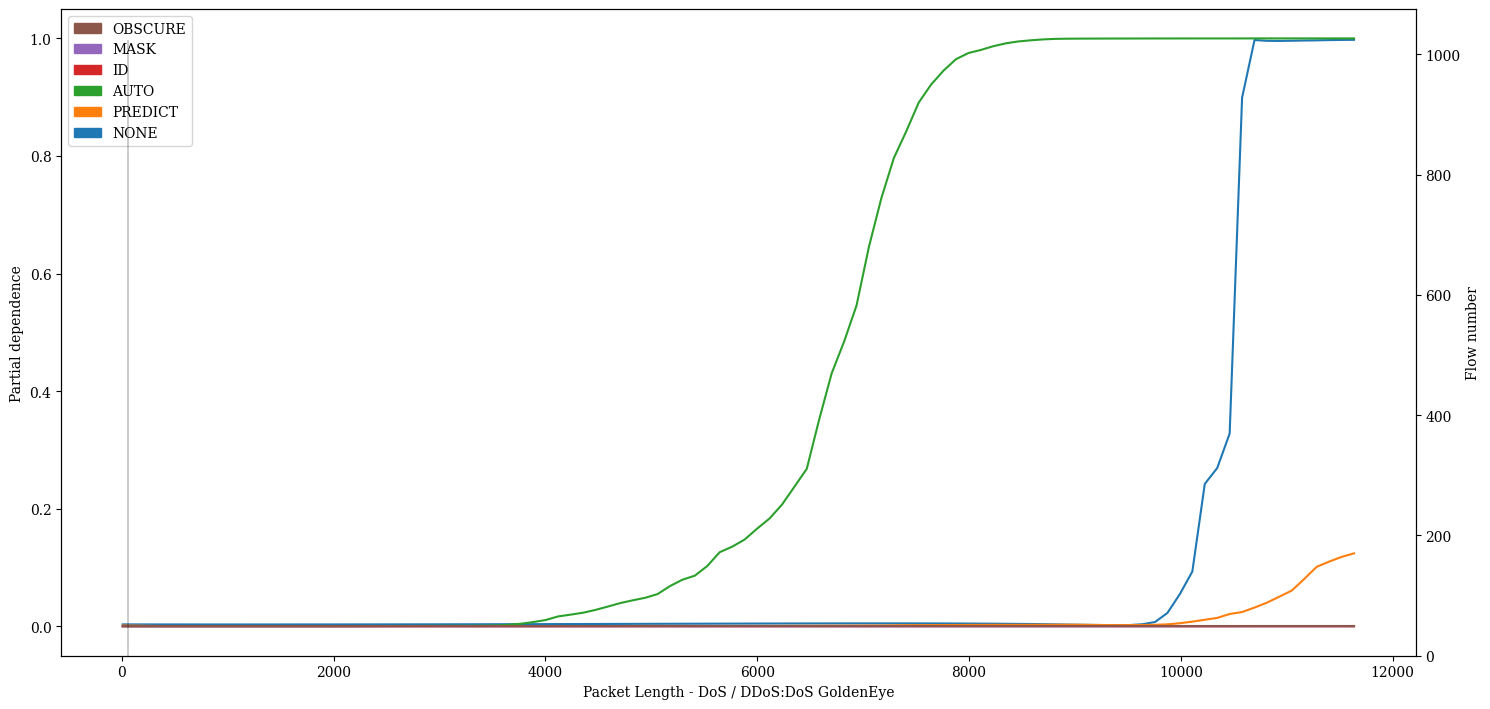 OBSCURE
MASK
ID
AUTO
PREDICT
NONE
Partial dependence
1.0
0.8
0.6
0.4
0.2
0.0
0
2000
4000
6000
8000
10000
12000
Packet Length - DoS / DDoS:DoS GoldenEye
1000
800
600
400
200
0
Flow number